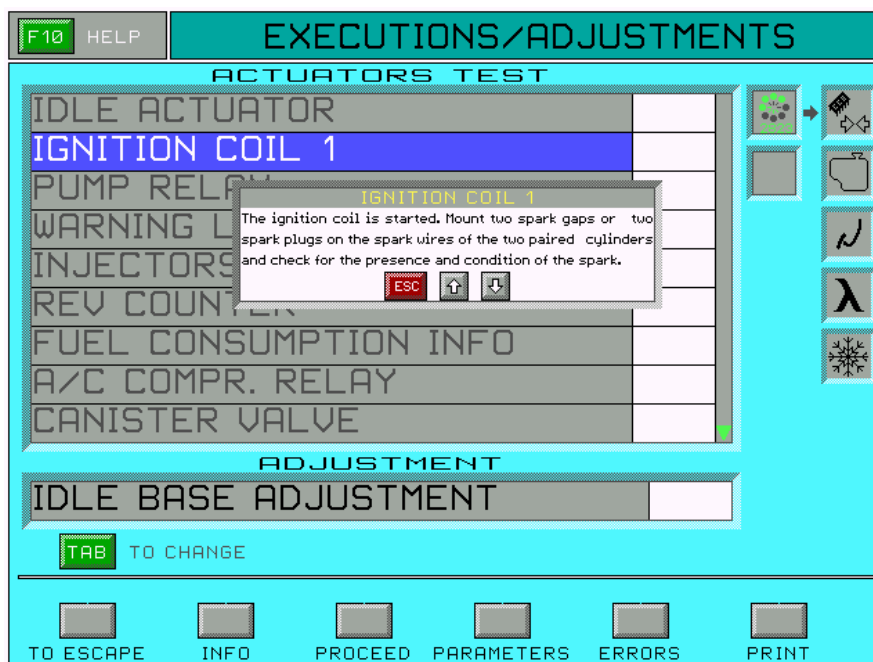 F10 HELP
EXECUTIONS/ADJUSTMENTS
ACTUATORS TEST
IDLE ACTUATOR
IGNITION COIL 1
PUMP RELAY
WARNING L
INJECTORS
REV COUNTER
FUEL CONSUMPTION INFO
A/C COMPR. RELAY
CANISTER VALVE
IGNITION COIL 1
The ignition coil is started. Mount two spark gaps or two
spark plugs on the spark wires of the two paired cylinders
and check for the presence and condition of the spark.
ESC
ADJUSTMENT
IDLE BASE ADJUSTMENT
TAB TO CHANGE
TO ESCAPE INFO PROCEED PARAMETERS ERRORS PRINT
λ